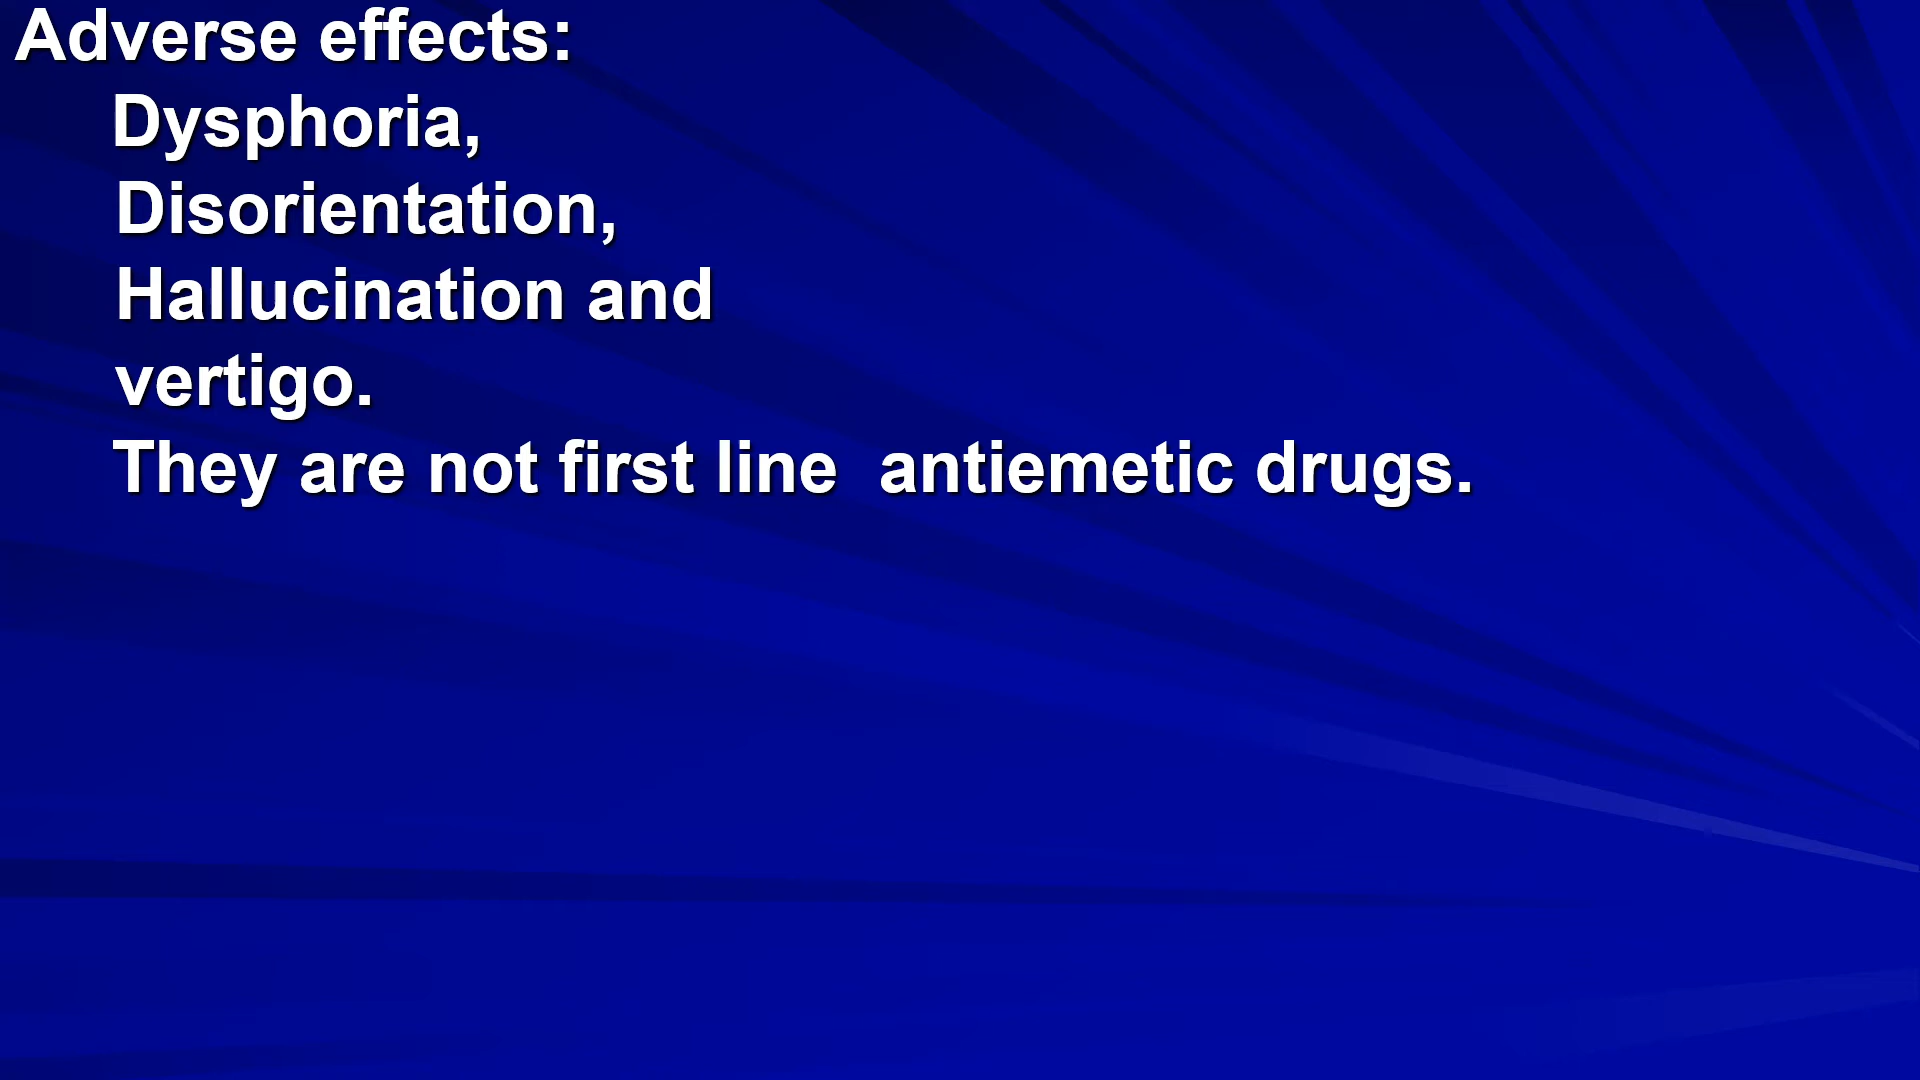 Adverse effects:
Dysphoria,
Disorientation,
Hallucination and
vertigo.
They are not first line  antiemetic drugs.